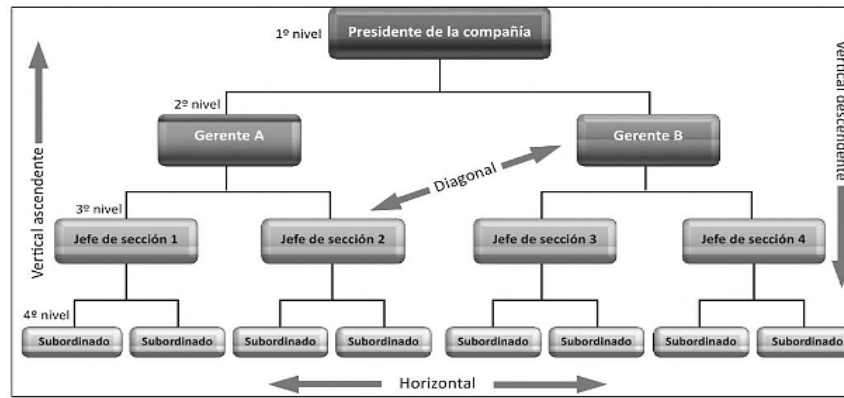 1º nivel
Presidente de la compañía
2º nivel
Gerente A
Gerente B
Diagonal
3º nivel
Jefe de sección 1
Jefe de sección 2
Jefe de sección 3
Jefe de sección 4
4º nivel
Subordinado
Subordinado
Subordinado
Subordinado
Subordinado
Subordinado
Subordinado
Subordinado
Horizontal
Vertical ascendente
Vertical descendente